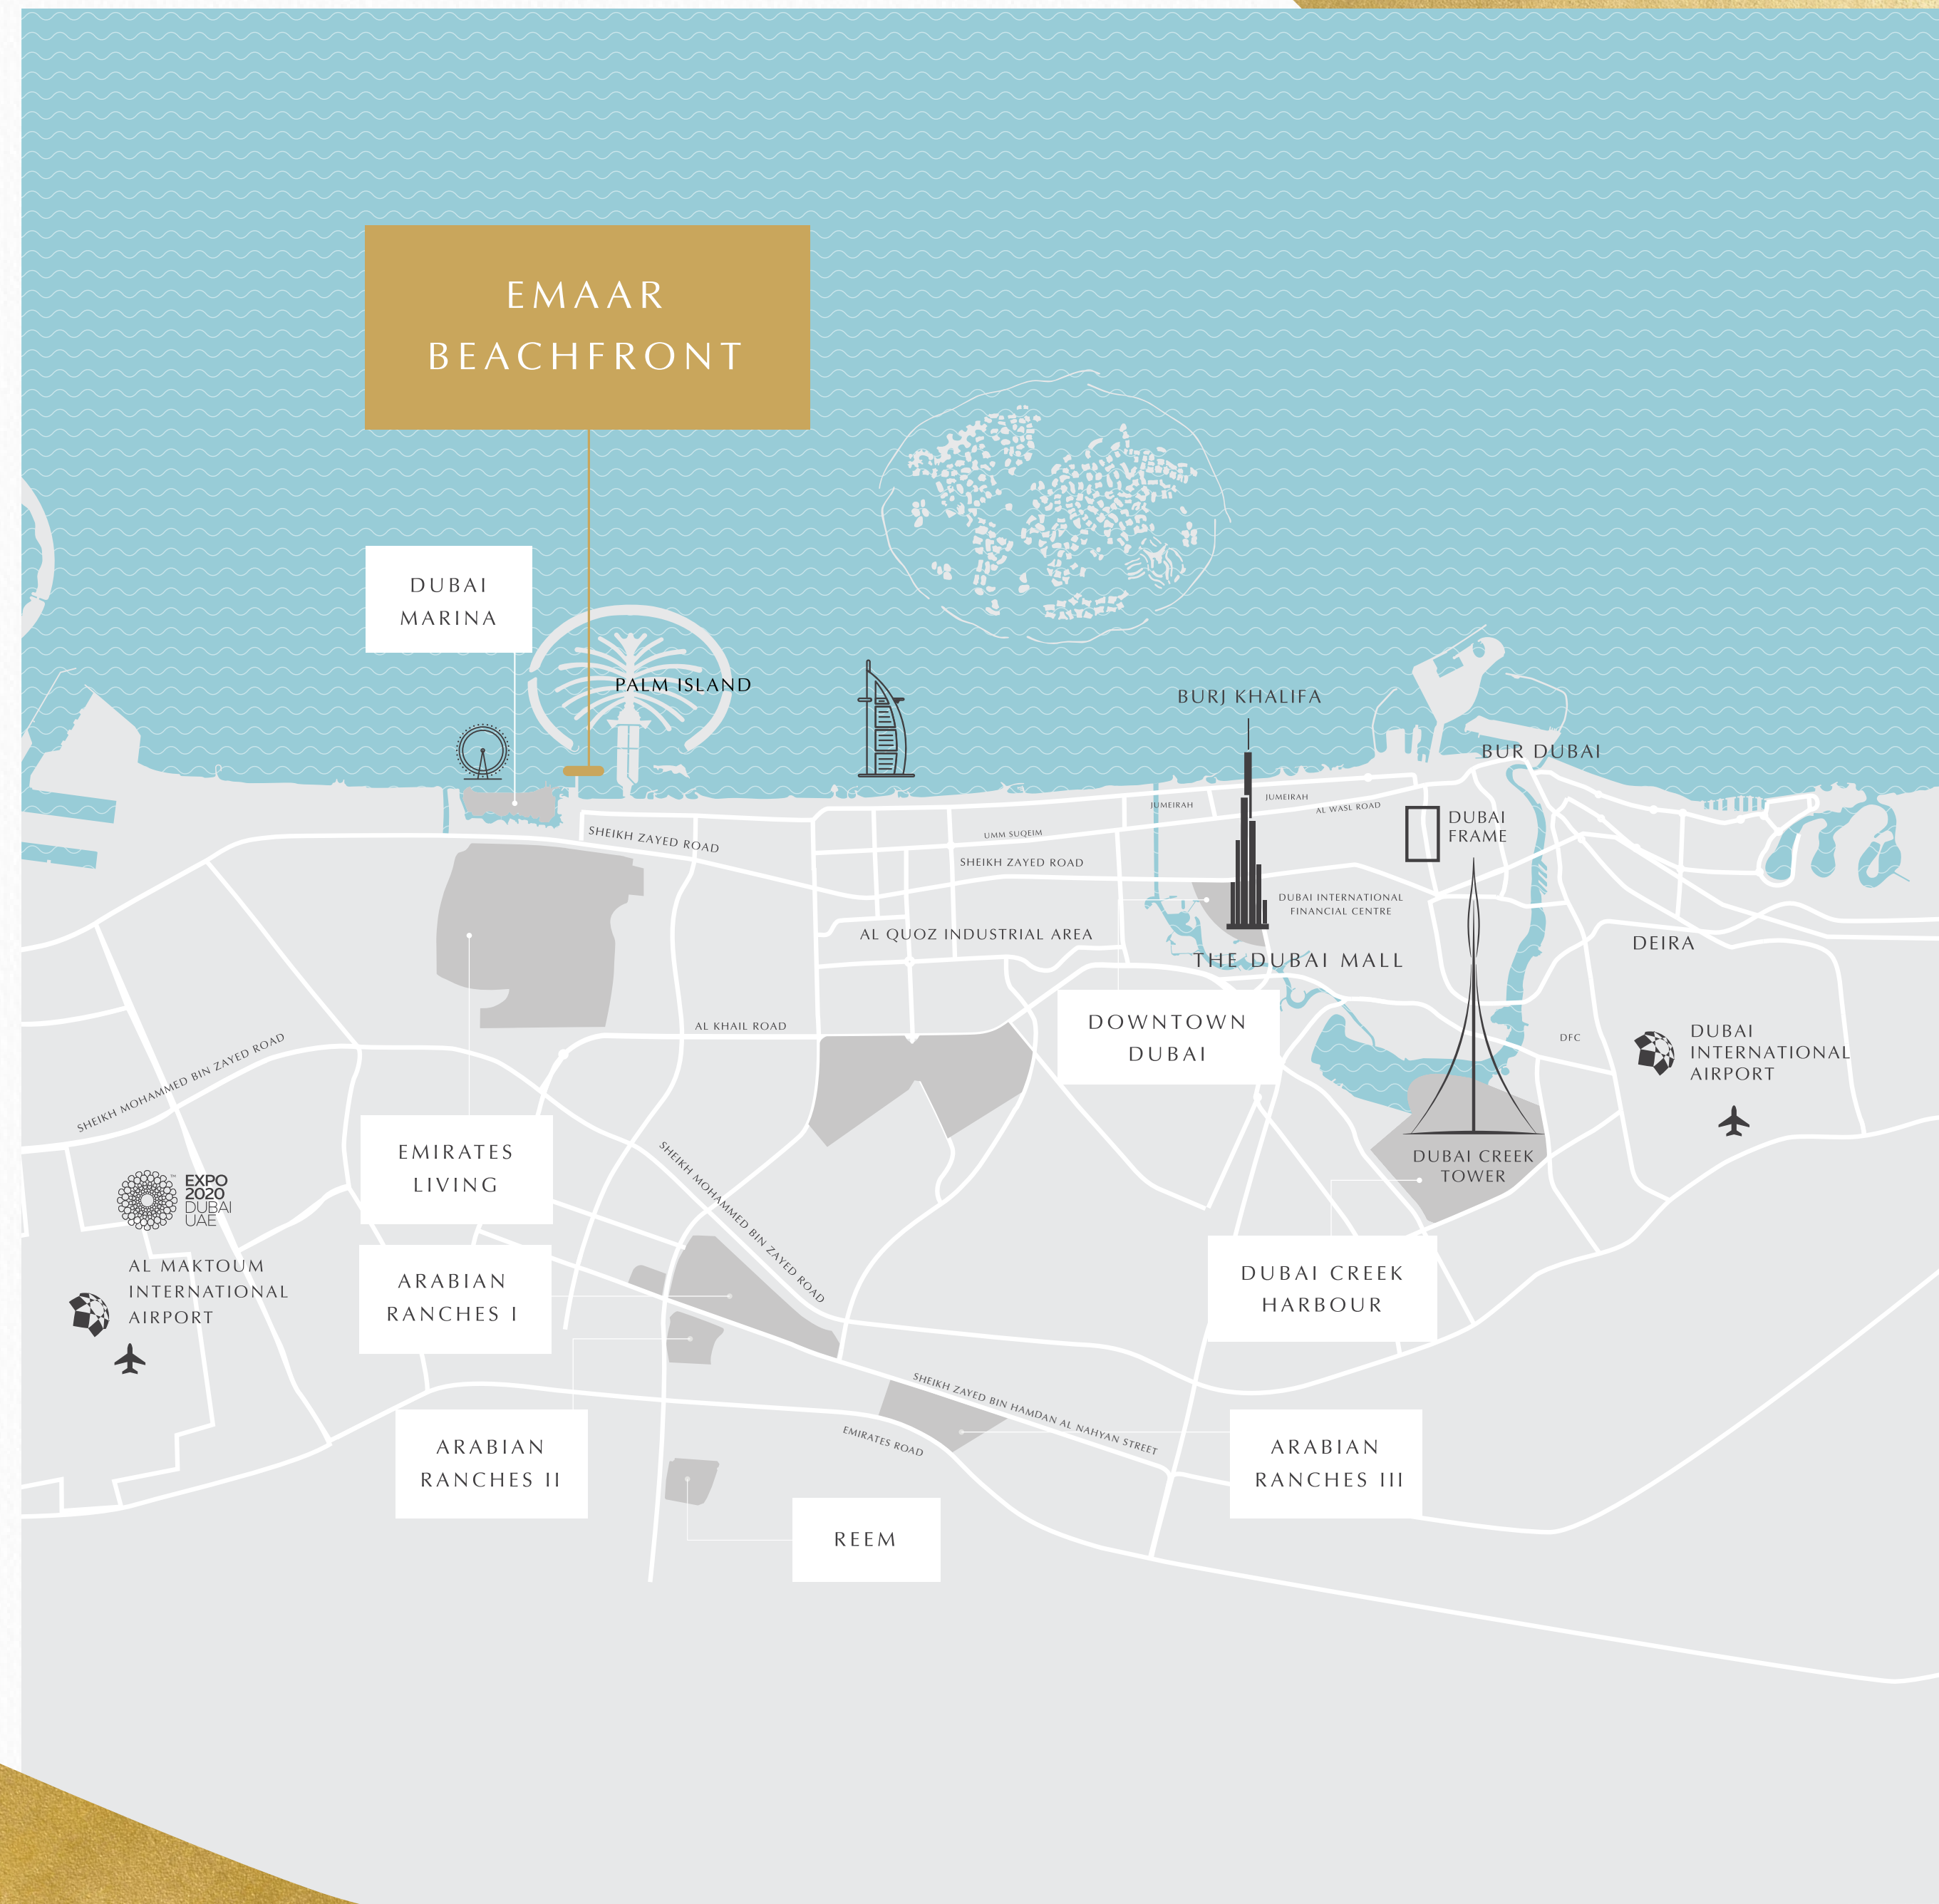 EMAAR
BEACHFRONT
DUBAI
MARINA
PALM ISLAND
BURJ KHALIFA
BUR DUBAI
JUMEIRAH
JUMEIRAH
AL WASL ROAD
DUBAI
FRAME
SHEIKH ZAYED ROAD
UMM SUQEIM
SHEIKH ZAYED ROAD
DUBAI INTERNATIONAL
FINANCIAL CENTRE
AL QUOZ INDUSTRIAL AREA
DEIRA
THE DUBAI MALL
DOWNTOWN
DUBAI
AL KHAIL ROAD
DFC
DUBAI
INTERNATIONAL
AIRPORT
SHEIKH MOHAMMED BIN ZAYED ROAD
EMIRATES
LIVING
SHEIKH MOHAMMED BIN ZAYED ROAD
DUBAI CREEK
TOWER
EXPO
2020
DUBAI
UAE
™
AL MAKTOUM
INTERNATIONAL
AIRPORT
ARABIAN
RANCHES I
DUBAI CREEK
HARBOUR
SHEIKH ZAYED BIN HAMDAN AL NAHYAN STREET
EMIRATES ROAD
ARABIAN
RANCHES II
ARABIAN
RANCHES III
REEM